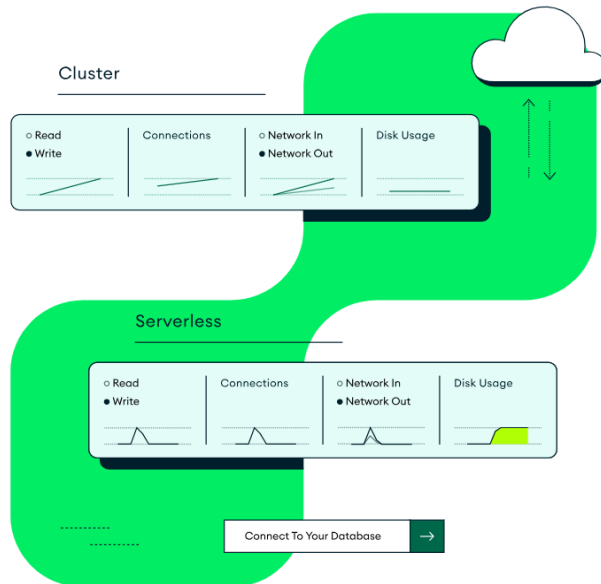 Cluster
Read
Write
Connections
Network In
Network Out
Disk Usage
Serverless
Read
Write
Connections
Network In
Network Out
Disk Usage
Connect To Your Database